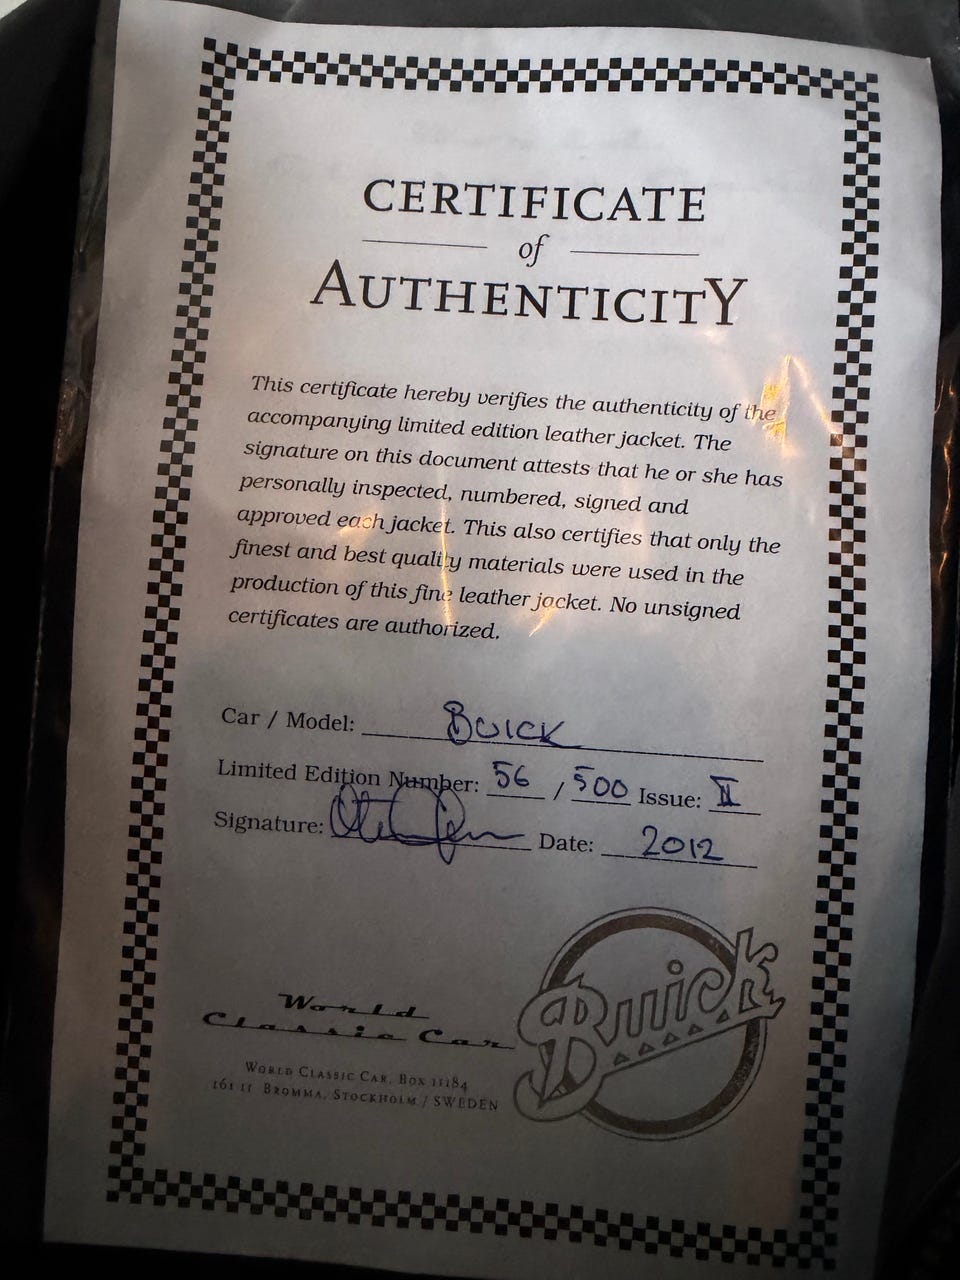 CERTIFICATE
of
AUTHENTICITY
This certificate hereby verifies the authenticity of the
accompanying limited edition leather jacket. The
signature on this document attests that he or she has
personally inspected, numbered, signed and
approved each jacket. This also certifies that only the
finest and best quality materials were used in the
production of this fine leather jacket. No unsigned
certificates are authorized.
Car / Model: BUICK
Limited Edition Number: 56 / 500 Issue: II
Signature: Date: 2012
World
Classic Car
Buick
WORLD CLASSIC CAR, BOX 11184
161 11 BROMMA, STOCKHOLM / SWEDEN